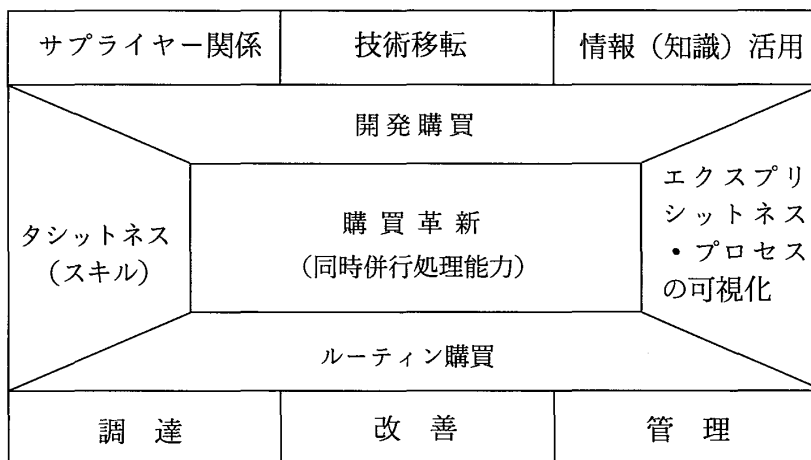 サプライヤー関係
技術移転
情報(知識)活用
開発購買
タシットネス
(スキル)
購買革新
(同時併行処理能力)
エクスプリ
シットネス
・プロセス
の可視化
ルーティン購買
調達
改善
管理